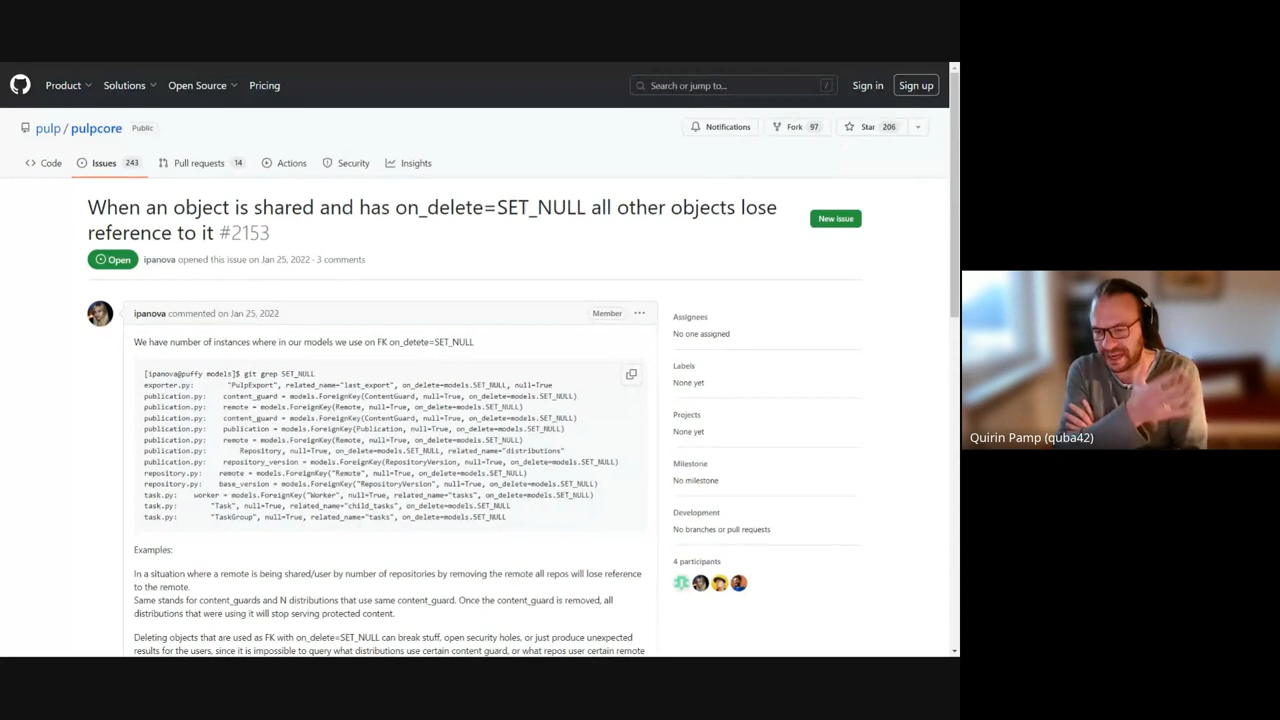 Product
Solutions
Open Source
Pricing
Search or jump to...
/
Sign in
Sign up
pulp / pulpcore
Public
Notifications
Fork 97
Star 206
Code
Issues 243
Pull requests 14
Actions
Security
Insights
When an object is shared and has on_delete=SET_NULL all other objects lose
reference to it #2153
New issue
Open
ipanova opened this issue on Jan 25, 2022 · 3 comments
ipanova commented on Jan 25, 2022
Member
···
We have number of instances where in our models we use on FK on_detete=SET_NULL
[ipanova@puffy models]$ git grep SET_NULL
exporter.py: "PulpExport", related_name="last_export", on_delete=models.SET_NULL, null=True
publication.py: content_guard = models.ForeignKey(ContentGuard, null=True, on_delete=models.SET_NULL)
publication.py: remote = models.ForeignKey(Remote, null=True, on_delete=models.SET_NULL)
publication.py: content_guard = models.ForeignKey(ContentGuard, null=True, on_delete=models.SET_NULL)
publication.py: publication = models.ForeignKey(Publication, null=True, on_delete=models.SET_NULL)
publication.py: remote = models.ForeignKey(Remote, null=True, on_delete=models.SET_NULL)
publication.py: Repository, null=True, on_delete=models.SET_NULL, related_name="distributions"
publication.py: repository_version = models.ForeignKey(RepositoryVersion, null=True, on_delete=models.SET_NULL)
repository.py: remote = models.ForeignKey("Remote", null=True, on_delete=models.SET_NULL)
repository.py: base_version = models.ForeignKey("RepositoryVersion", null=True, on_delete=models.SET_NULL)
task.py: worker = models.ForeignKey("Worker", null=True, related_name="tasks", on_delete=models.SET_NULL)
task.py: "Task", null=True, related_name="child_tasks", on_delete=models.SET_NULL
task.py: "TaskGroup", null=True, related_name="tasks", on_delete=models.SET_NULL
Examples:
In a situation where a remote is being shared/user by number of repositories by removing the remote all repos will lose reference
to the remote.
Same stands for content_guards and N distributions that use same content_guard. Once the content_guard is removed, all
distributions that were using it will stop serving protected content.
Deleting objects that are used as FK with on_delete=SET_NULL can break stuff, open security holes, or just produce unexpected
results for the users, since it is impossible to query what distributions use certain content guard, or what repos user certain remote
Assignees
No one assigned
Labels
None yet
Projects
None yet
Milestone
No milestone
Development
No branches or pull requests
4 participants
Quirin Pamp (quba42)